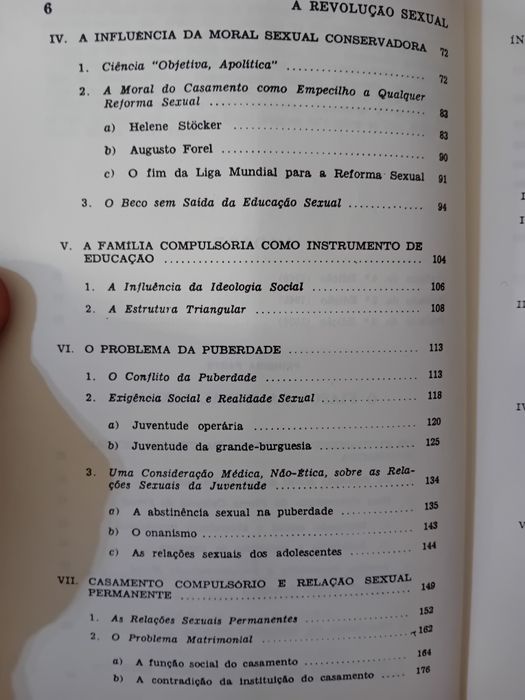 6 A REVOLUÇÃO SEXUAL
IV. A INFLUÊNCIA DA MORAL SEXUAL CONSERVADORA 72
1. Ciência "Objetiva, Apolítica" .................... 72
2. A Moral do Casamento como Empecilho a Qualquer
Reforma Sexual .................... 83
a) Helene Stöcker .................... 83
b) Augusto Forel .................... 90
c) O fim da Liga Mundial para a Reforma Sexual 91
3. O Beco sem Saída da Educação Sexual .............. 94
V. A FAMÍLIA COMPULSÓRIA COMO INSTRUMENTO DE
EDUCAÇÃO .................... 104
1. A Influência da Ideologia Social .................. 106
2. A Estrutura Triangular .................... 108
VI. O PROBLEMA DA PUBERDADE .................... 113
1. O Conflito da Puberdade .................... 113
2. Exigência Social e Realidade Sexual ............... 118
a) Juventude operária .................... 120
b) Juventude da grande-burguesia ................ 125
3. Uma Consideração Médica, Não-Ética, sobre as Rela-
ções Sexuais da Juventude .................... 134
a) A abstinência sexual na puberdade ............ 135
b) O onanismo .................... 143
c) As relações sexuais dos adolescentes ............ 144
VII. CASAMENTO COMPULSÓRIO E RELAÇÃO SEXUAL
PERMANENTE .................... 149
1. As Relações Sexuais Permanentes .................. 152
2. O Problema Matrimonial .................... 162
a) A função social do casamento .................. 164
b) A contradição da instituição do casamento ..... 176